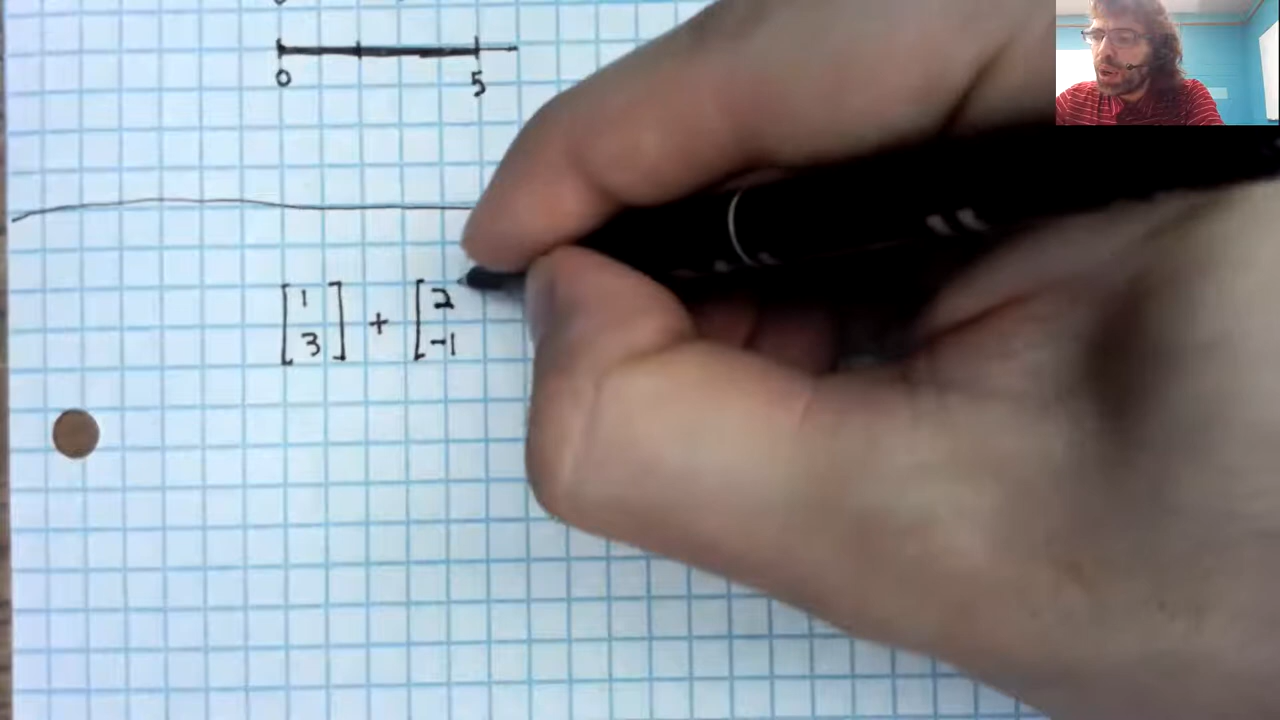 0 5
[1 ] + [2
[3 ] [-1